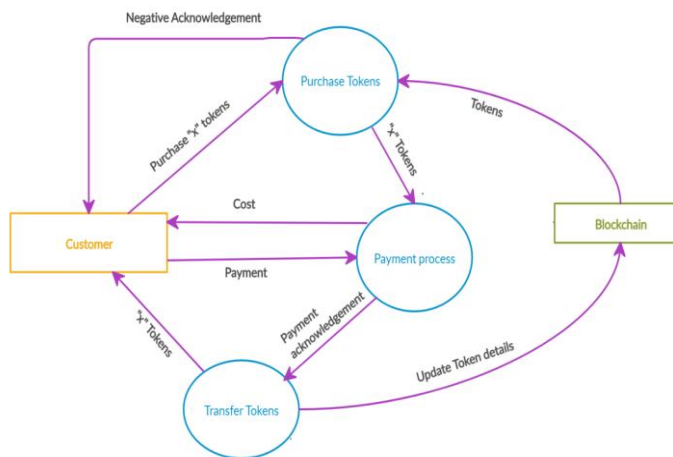 Negative Acknowledgement
Purchase Tokens
Tokens
Purchase "x" tokens
"x" Tokens
Cost
Customer
Blockchain
Payment process
Payment
Payment
acknowledgement
"x" Tokens
Update Token details
Transfer Tokens